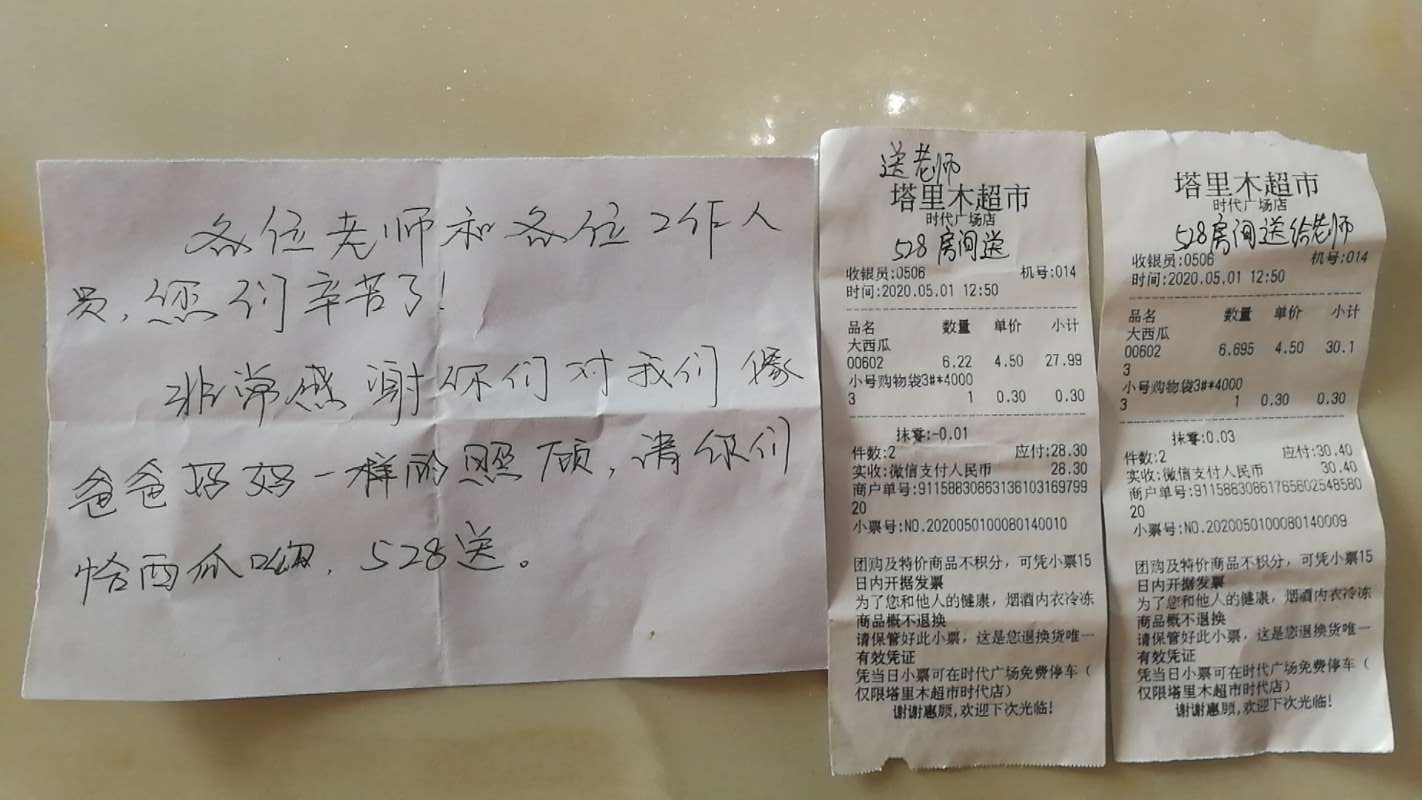 各位老师和各位工作人
员，您们辛苦了！
非常感谢你们对我们像
爸爸妈妈一样的照顾，请你们
恰西瓜呦，528送。
送老师
塔里木超市
时代广场店
528房间送
收银员:0506 机号:014
时间:2020.05.01 12:50
品名 数量 单价 小计
大西瓜
00602 6.22 4.50 27.99
小号购物袋3#*4000
3 1 0.30 0.30
抹零:-0.01
件数:2 应付:28.30
实收:微信支付人民币 28.30
商户单号:91158830863136103169799
20
小票号:NO.2020050100080140010
团购及特价商品不积分，可凭小票15
日内开据发票
为了您和他人的健康，烟酒内衣冷冻
商品概不退换
请保管好此小票，这是您退换货唯一
有效凭证
凭当日小票可在时代广场免费停车（
仅限塔里木超市时代店）
谢谢惠顾,欢迎下次光临!
塔里木超市
时代广场店
528房间送给老师
收银员:0506 机号:014
时间:2020.05.01 12:50
品名 数量 单价 小计
大西瓜
00602 6.695 4.50 30.1
3
小号购物袋3#*4000
3 1 0.30 0.30
抹零:0.03
件数:2 应付:30.40
实收:微信支付人民币 30.40
商户单号:91158830861765602548580
20
小票号:NO.2020050100080140009
团购及特价商品不积分，可凭小票15
日内开据发票
为了您和他人的健康，烟酒内衣冷冻
商品概不退换
请保管好此小票，这是您退换货唯一
有效凭证
凭当日小票可在时代广场免费停车（
仅限塔里木超市时代店）
谢谢惠顾,欢迎下次光临!